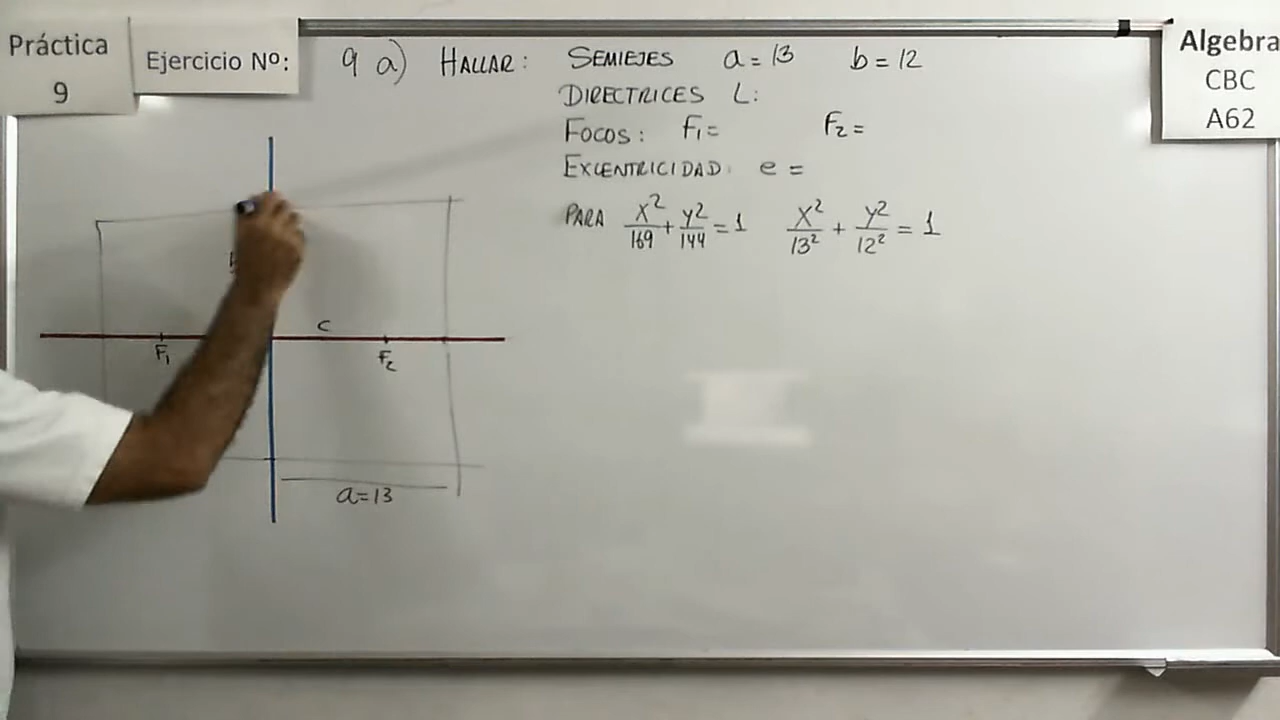 Práctica
9
Ejercicio Nº:
9 a) HALLAR: SEMIEJES a = 13 b = 12
DIRECTRICES L:
FOCOS: F₁= F₂=
EXCENTRICIDAD: e =
PARA x²/169 + y²/144 = 1 x²/13² + y²/12² = 1
Algebra
CBC
A62
C
F₁
F₂
a=13